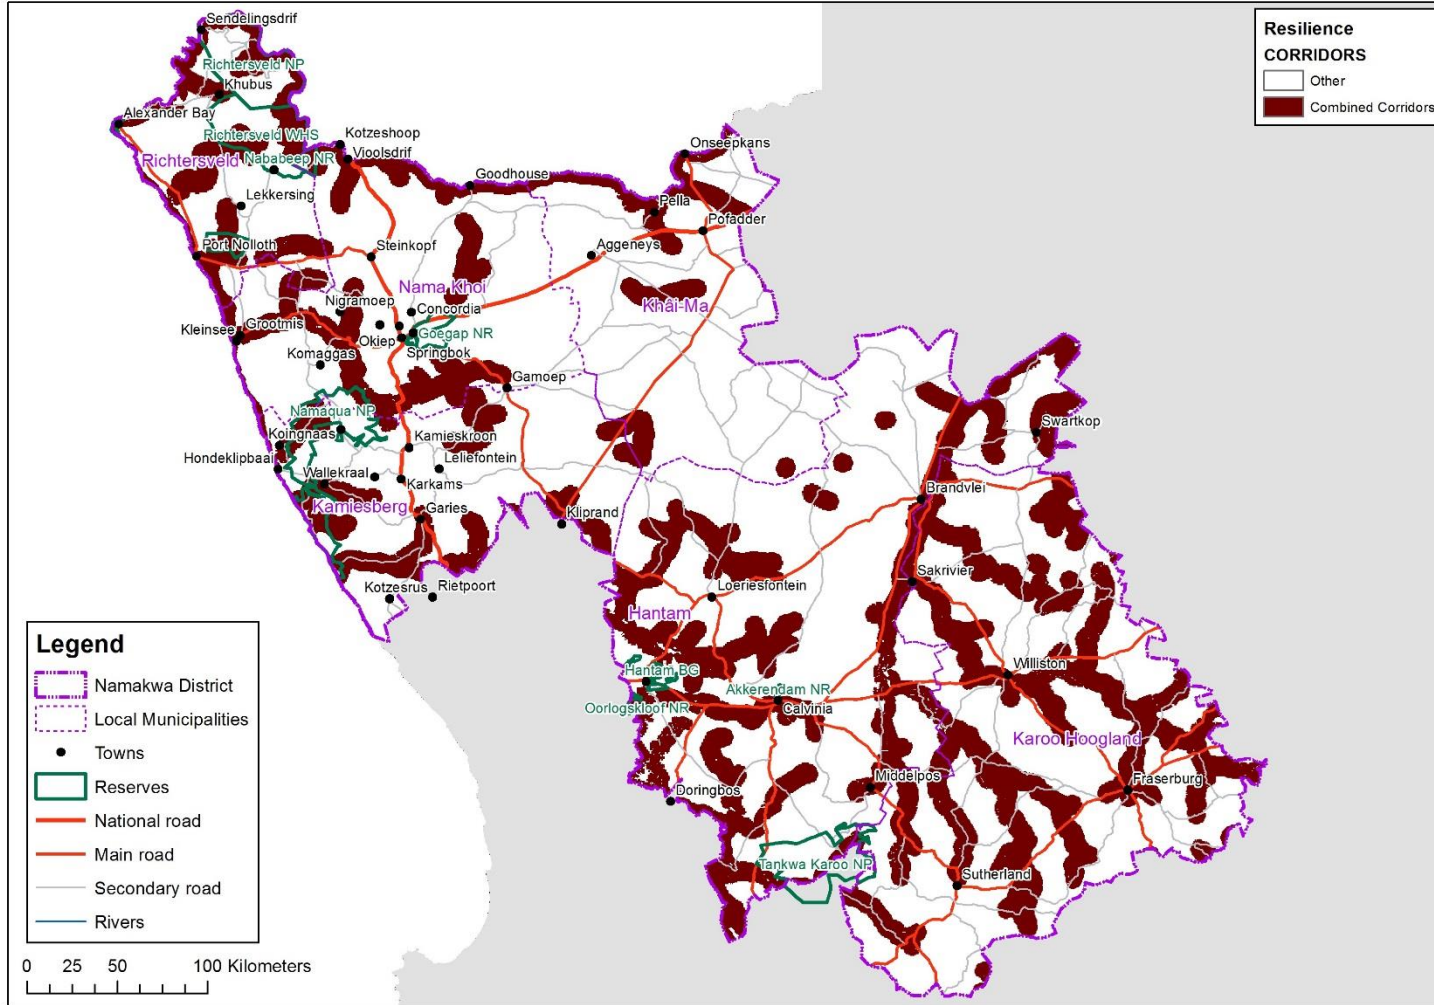 Resilience
CORRIDORS
Other
Combined Corridors
Sendelingsdrif
Richtersveld NP
Khubus
Alexander Bay
Richtersveld WHS
Kotzeshoop
Vioolsdrif
Richtersveld
Nababeep NR
Onseepkans
Goodhouse
Lekkersing
Pella
Pofadder
Port Nolloth
Steinkopf
Aggeneys
Nama Khoi
Khâi-Ma
Nigramoep
Concordia
Kleinsee
Grootmis
Goegap NR
Okiep
Springbok
Komaggas
Gamoep
Namaqua NP
Koingnaas
Kamieskroon
Swartkop
Hondeklipbaai
Wallekraal
Leliefontein
Karkams
Kamiesberg
Garies
Brandvlei
Kliprand
Sakrivier
Kotzesrus
Rietpoort
Loeriesfontein
Hantam
Williston
Hantam BG
Akkerendam NR
Oorlogskloof NR
Calvinia
Karoo Hoogland
Middelpos
Fraserburg
Doringbos
Tankwa Karoo NP
Sutherland
Legend
Namakwa District
Local Municipalities
Towns
Reserves
National road
Main road
Secondary road
Rivers
0 25 50 100 Kilometers